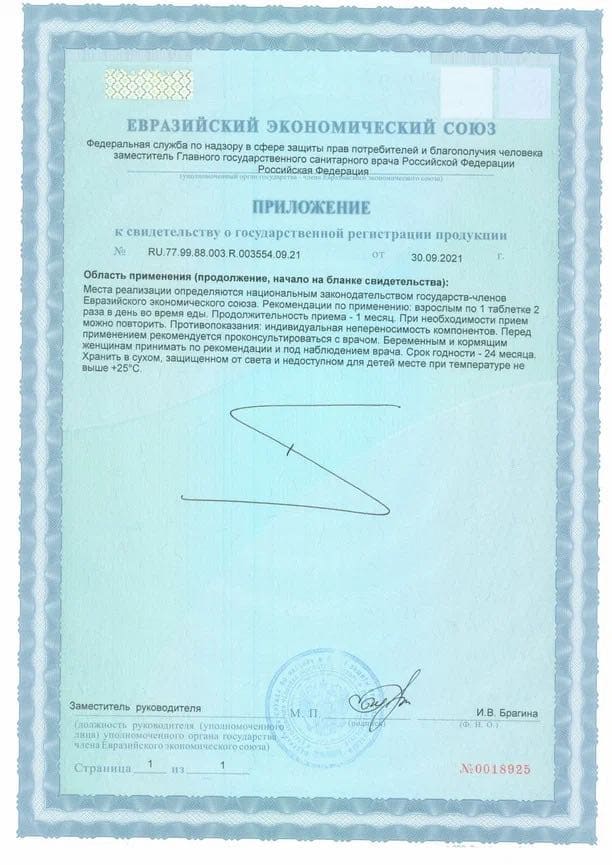 ЕВРАЗИЙСКИЙ ЭКОНОМИЧЕСКИЙ СОЮЗ
Федеральная служба по надзору в сфере защиты прав потребителей и благополучия человека
заместитель Главного государственного санитарного врача Российской Федерации
Российская Федерация
(уполномоченный орган государства - члена Евразийского экономического союза)
ПРИЛОЖЕНИЕ
к свидетельству о государственной регистрации продукции
№ RU.77.99.88.003.R.003554.09.21 от 30.09.2021 г.
Область применения (продолжение, начало на бланке свидетельства):
Места реализации определяются национальным законодательством государств-членов
Евразийского экономического союза. Рекомендации по применению: взрослым по 1 таблетке 2
раза в день во время еды. Продолжительность приема - 1 месяц. При необходимости прием
можно повторить. Противопоказания: индивидуальная непереносимость компонентов. Перед
применением рекомендуется проконсультироваться с врачом. Беременным и кормящим
женщинам принимать по рекомендации и под наблюдением врача. Срок годности - 24 месяца.
Хранить в сухом, защищенном от света и недоступном для детей месте при температуре не
выше +25°С.
Заместитель руководителя М. П. И.В. Брагина
(должность руководителя (уполномоченного (подпись) (Ф. И. О.)
лица) уполномоченного органа государства
члена Евразийского экономического союза)
Страница 1 из 1 №0018925